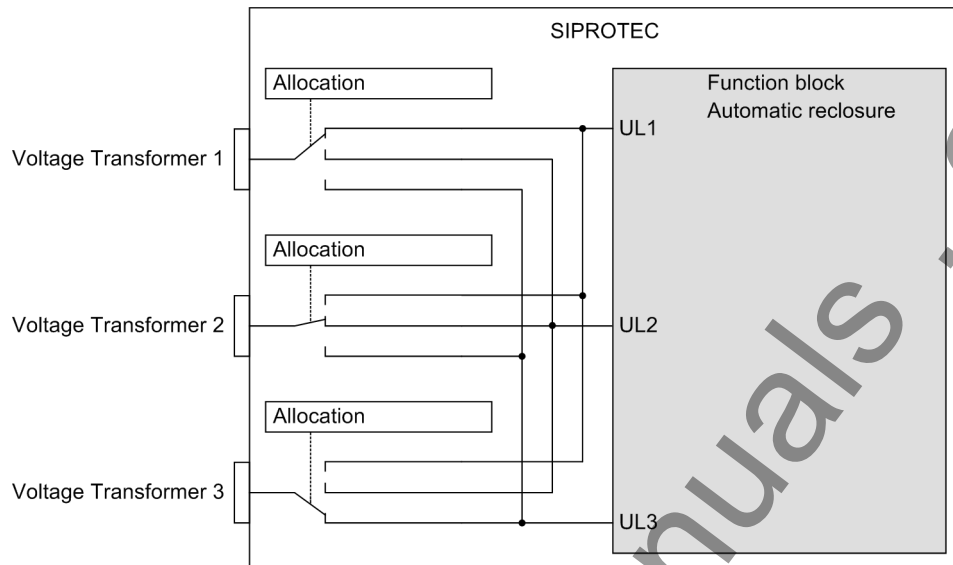 SIPROTEC
Allocation
Function block
Automatic reclosure
UL1
Voltage Transformer 1
Allocation
Voltage Transformer 2
UL2
Allocation
Voltage Transformer 3
UL3
nuals